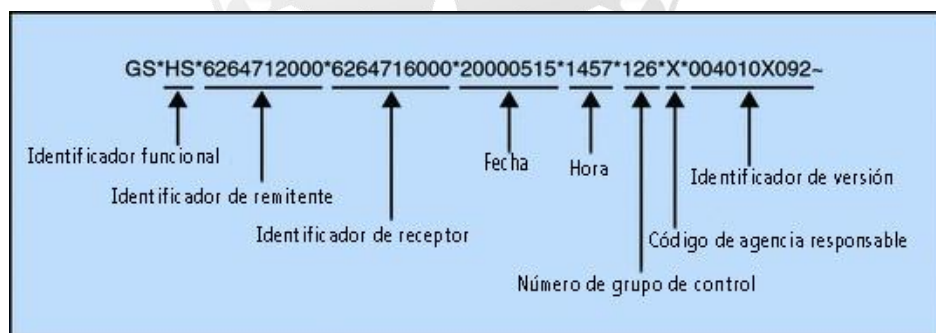 GS*HS*6264712000*6264716000*20000515*1457*126*X*004010X092~
Identificador funcional
Fecha
Hora
Identificador de versión
Identificador de remitente
Identificador de receptor
Código de agencia responsable
Número de grupo de control